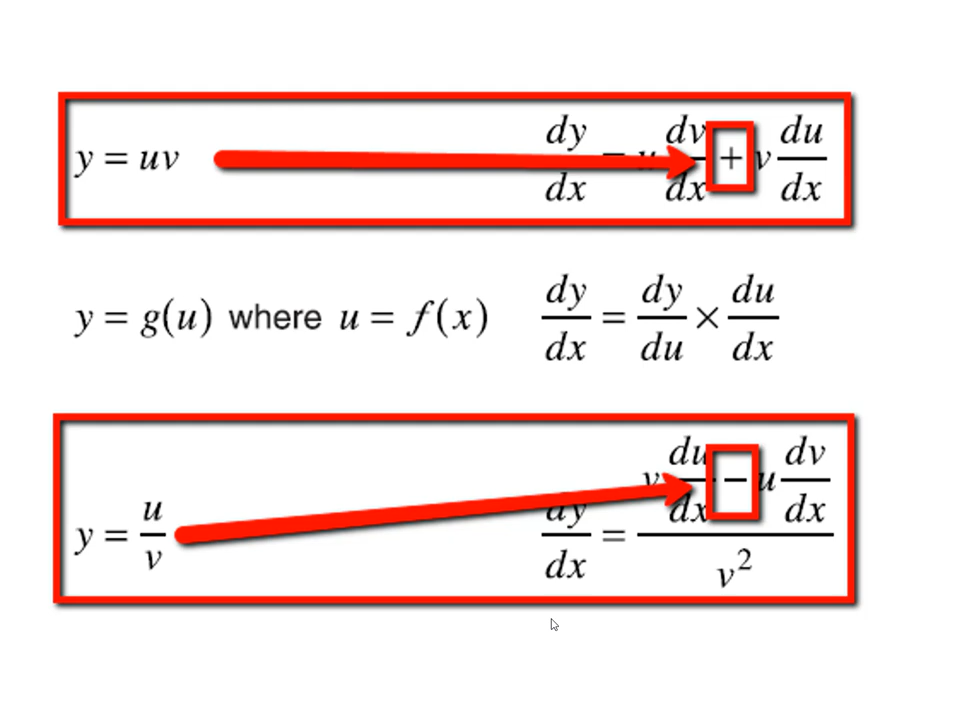 y = uv dy/dx = u dv/dx + v du/dx
y = g(u) where u = f(x) dy/dx = dy/du × du/dx
y = u/v dy/dx = (v du/dx − u dv/dx)/v²